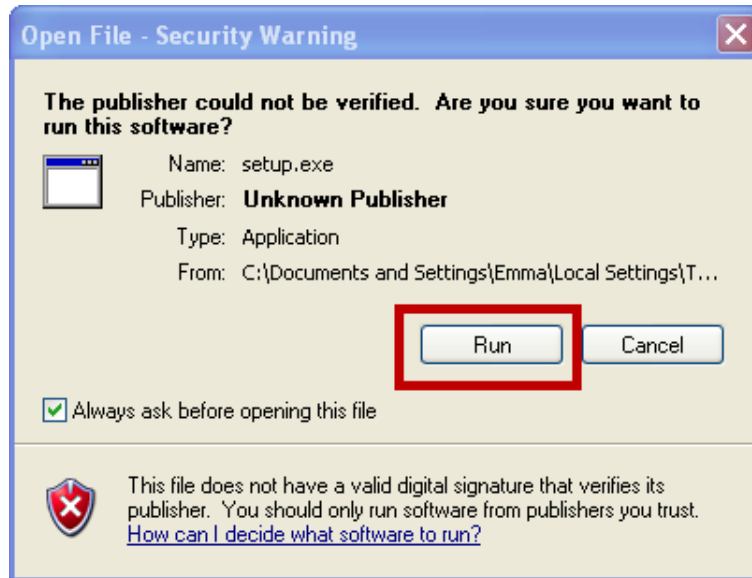 Open File - Security Warning
The publisher could not be verified.  Are you sure you want to
run this software?
Name: setup.exe
Publisher: Unknown Publisher
Type: Application
From: C:\Documents and Settings\Emma\Local Settings\T...
Run Cancel
Always ask before opening this file
This file does not have a valid digital signature that verifies its
publisher.  You should only run software from publishers you trust.
How can I decide what software to run?